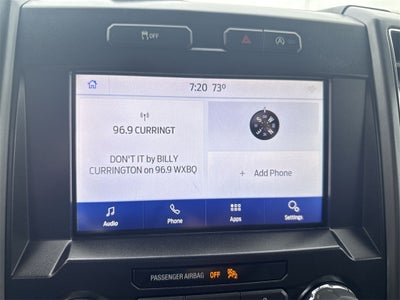 OFF
7:20 73°
96.9 CURRINGT
DON'T IT by BILLY
CURRINGTON on 96.9 WXBQ
+ Add Phone
Audio
Phone
Apps
Settings
PASSENGER AIRBAG OFF